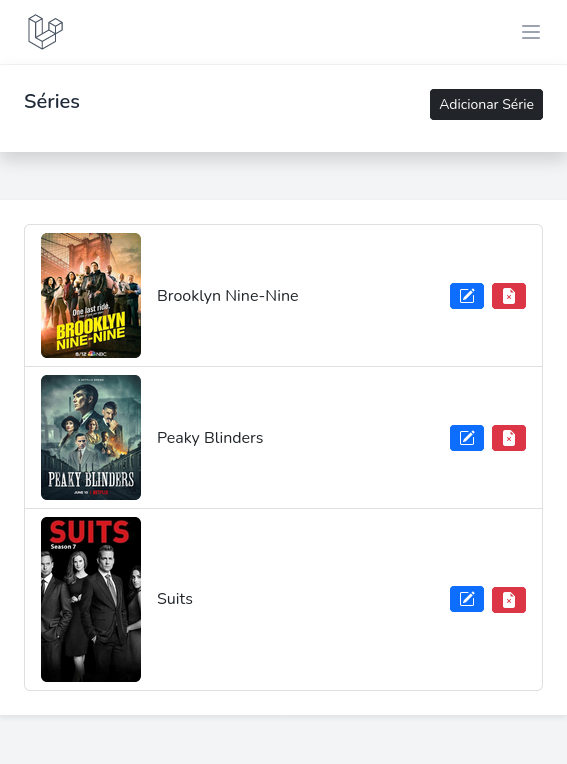 Séries
Adicionar Série
One last ride.
BROOKLYN
NINE-NINE
8/12 NBC
Brooklyn Nine-Nine
PEAKY BLINDERS
JUNE 10 NETFLIX
Peaky Blinders
SUITS
Season 7
Suits